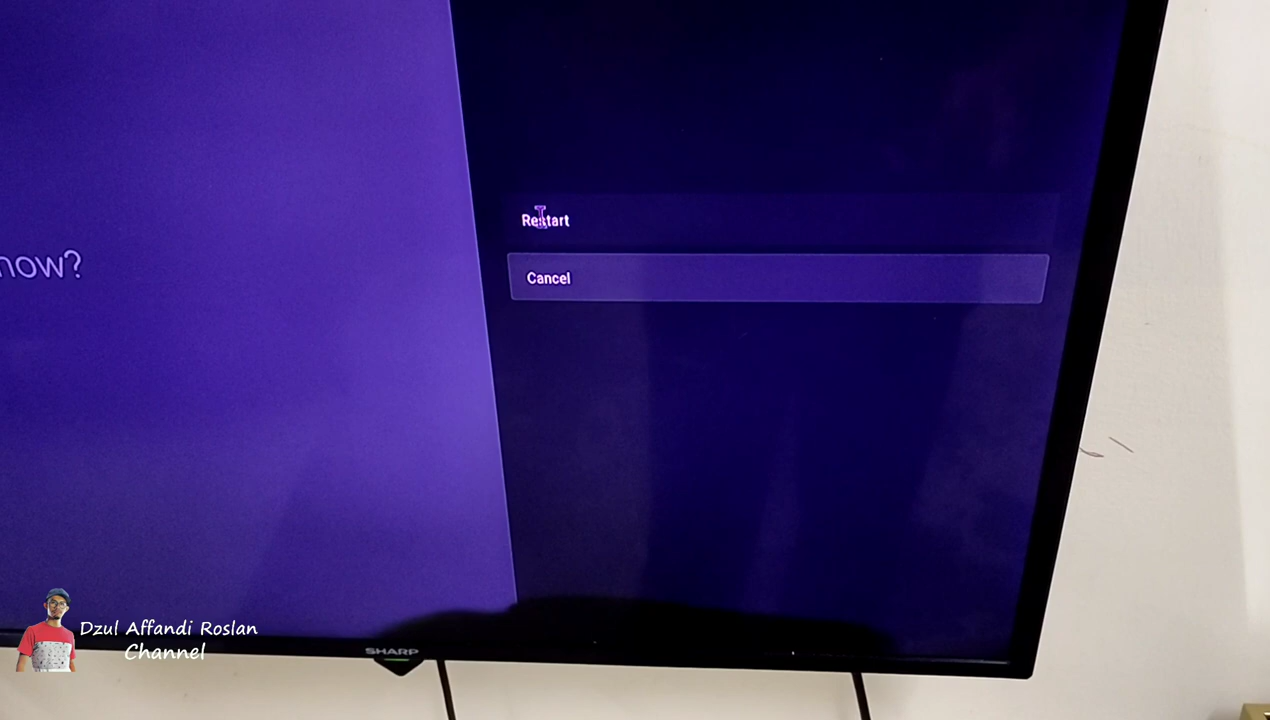 Restart
now?
Cancel
SHARP
Dzul Affandi Roslan
Channel